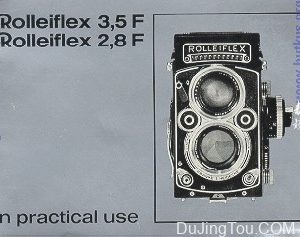 Rolleiflex 3,5 F
Rolleiflex 2,8 F
ROLLEIFLEX
n practical use
DuJingTou.COM